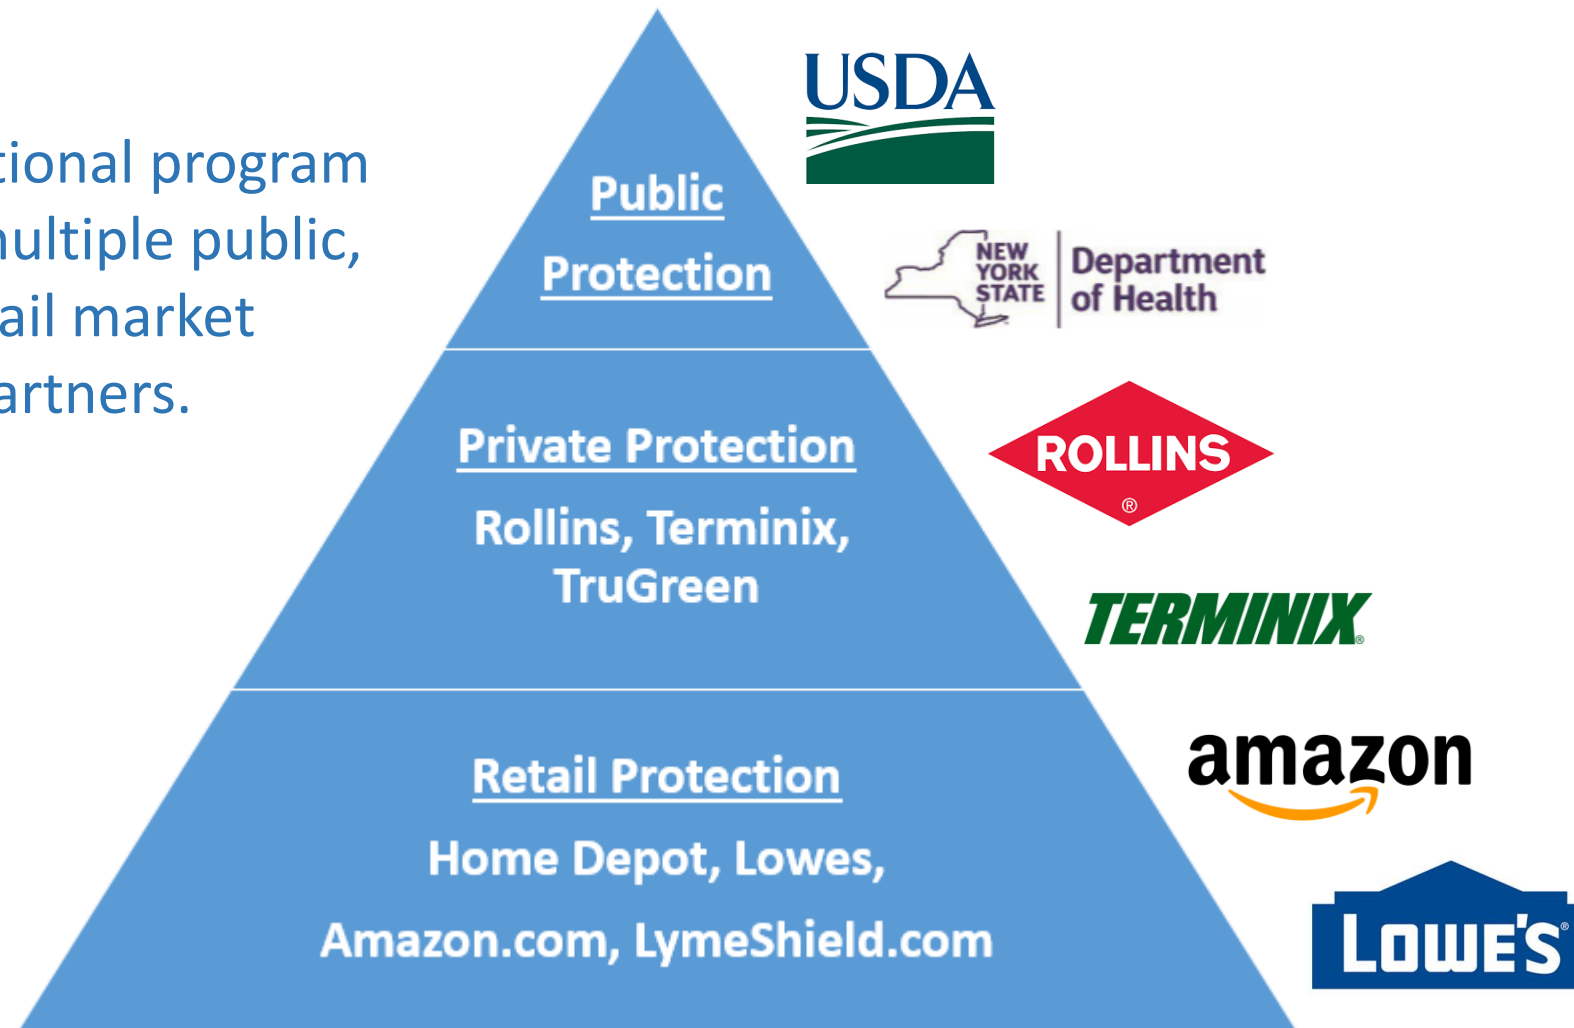 tional program
ultiple public,
ail market
artners.
Public
Protection
Private Protection
Rollins, Terminix,
TruGreen
Retail Protection
Home Depot, Lowes,
Amazon.com, LymeShield.com
USDA
NEW
YORK
STATE
Department
of Health
ROLLINS
®
TERMINIX®
amazon
LOWE'S®